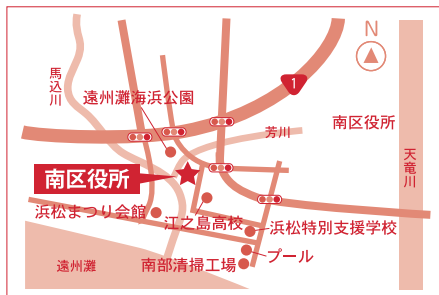 N
馬込川
遠州灘海浜公園
1
芳川
南区役所
天竜川
南区役所
浜松まつり会館
江之島高校
浜松特別支援学校
遠州灘
南部清掃工場
プール